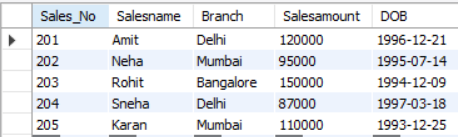 Sales_No Salesname Branch Salesamount DOB
201 Amit Delhi 120000 1996-12-21
202 Neha Mumbai 95000 1995-07-14
203 Rohit Bangalore 150000 1994-12-09
204 Sneha Delhi 87000 1997-03-18
205 Karan Mumbai 110000 1993-12-25